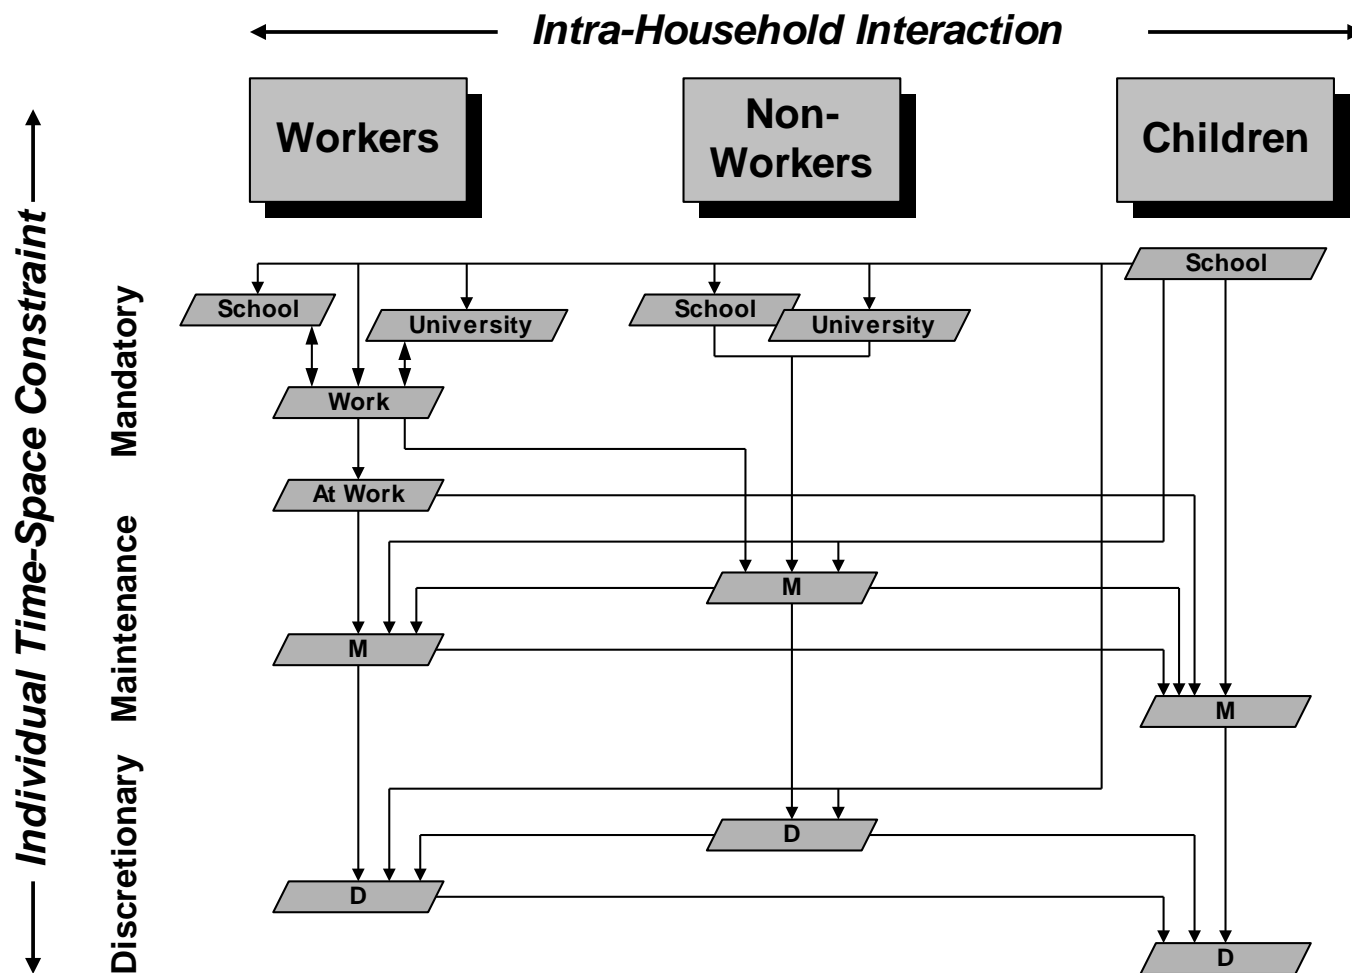 Intra-Household Interaction
Workers
Non-
Workers
Children
Individual Time-Space Constraint
Mandatory
Maintenance
Discretionary
School
School
University
School
University
Work
At Work
M
M
M
D
D
D